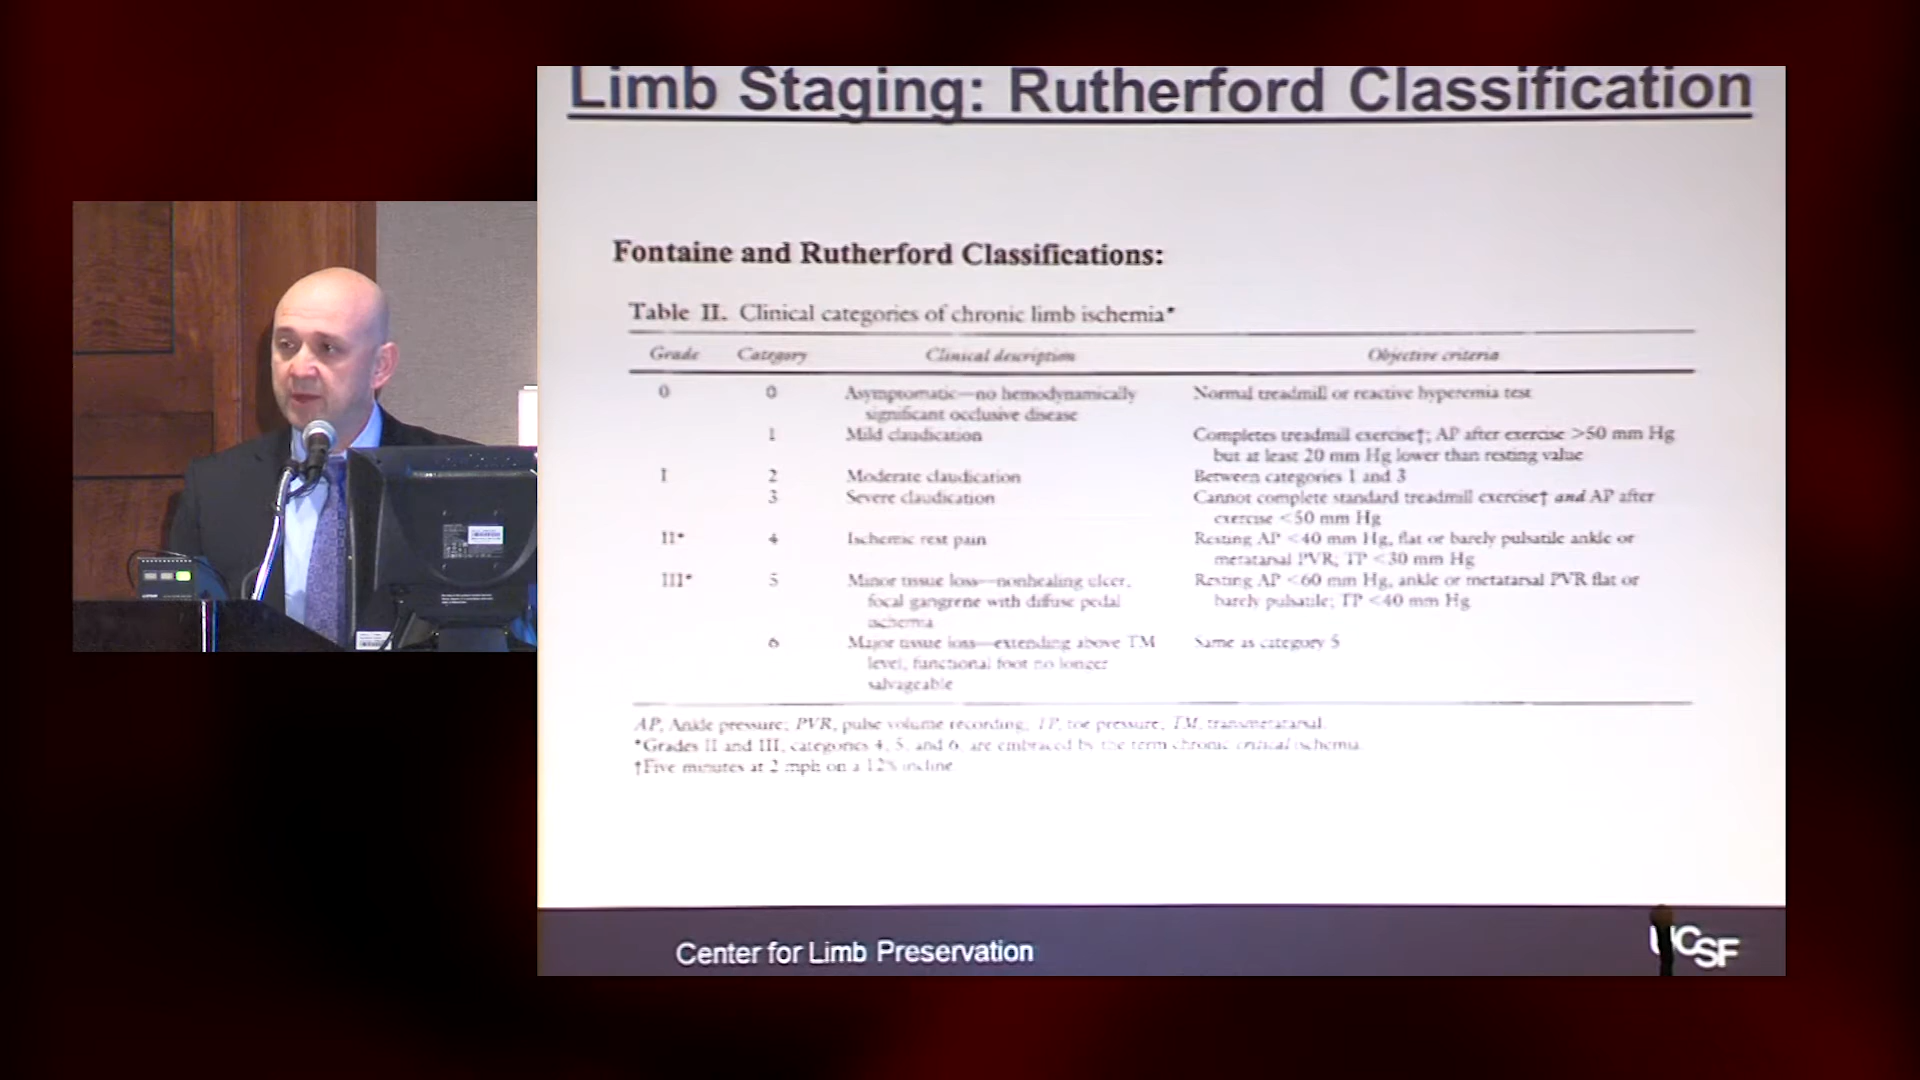 Limb Staging: Rutherford Classification
Fontaine and Rutherford Classifications:
Table II. Clinical categories of chronic limb ischemia*
Grade Category Clinical description Objective criteria
0 0 Asymptomatic—no hemodynamically Normal treadmill or reactive hyperemia test
significant occlusive disease
1 Mild claudication Completes treadmill exercise†; AP after exercise >50 mm Hg
but at least 20 mm Hg lower than resting value
I 2 Moderate claudication Between categories 1 and 3
3 Severe claudication Cannot complete standard treadmill exercise† and AP after
exercise <50 mm Hg
II* 4 Ischemic rest pain Resting AP <40 mm Hg, flat or barely pulsatile ankle or
metatarsal PVR; TP <30 mm Hg
III* 5 Minor tissue loss—nonhealing ulcer, Resting AP <60 mm Hg, ankle or metatarsal PVR flat or
focal gangrene with diffuse pedal barely pulsatile; TP <40 mm Hg
ischemia
6 Major tissue loss—extending above TM Same as category 5
level, functional foot no longer
salvageable
AP, Ankle pressure; PVR, pulse volume recording; TP, toe pressure; TM, transmetatarsal.
*Grades II and III, categories 4, 5, and 6, are embraced by the term chronic critical ischemia.
†Five minutes at 2 mph on a 12% incline.
Center for Limb Preservation
UCSF